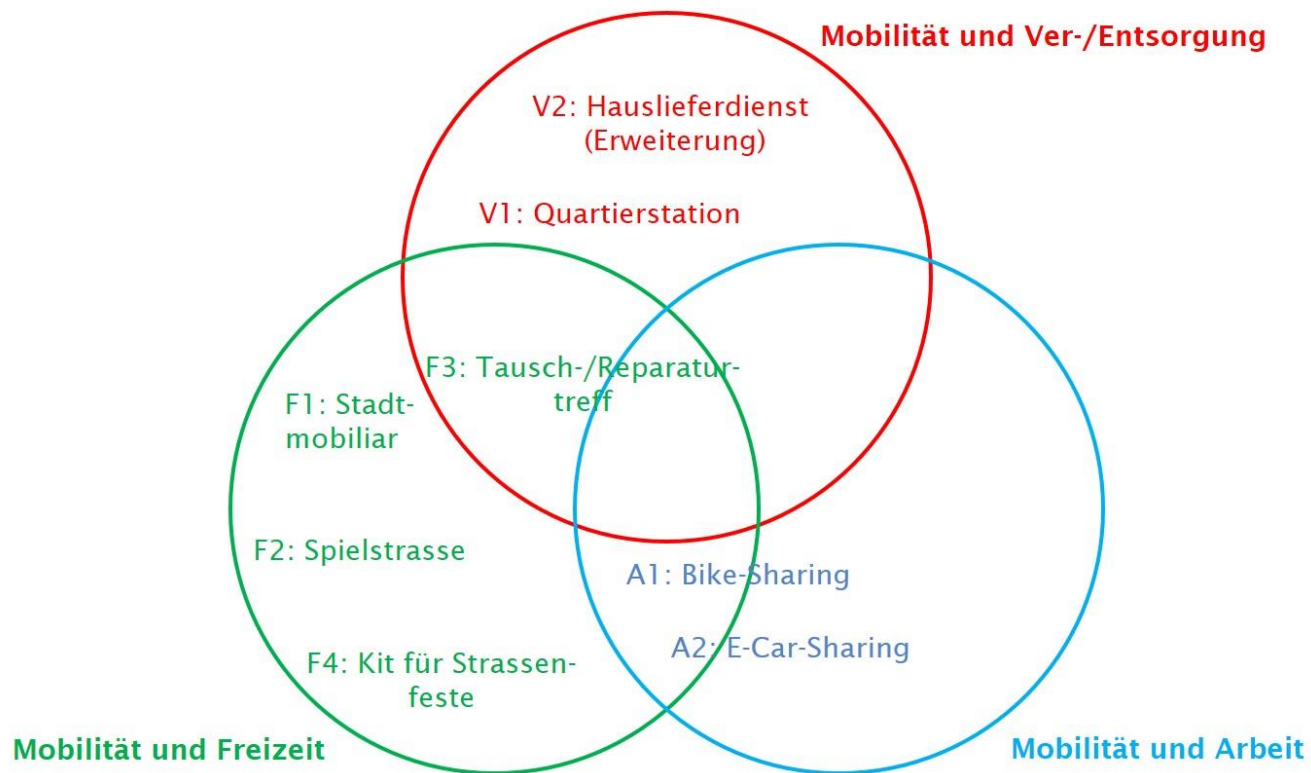 Mobilität und Ver-/Entsorgung
V2: Hauslieferdienst
(Erweiterung)
V1: Quartierstation
F3: Tausch-/Reparatur-
treff
F1: Stadt-
mobiliar
F2: Spielstrasse
A1: Bike-Sharing
A2: E-Car-Sharing
F4: Kit für Strassen-
feste
Mobilität und Freizeit
Mobilität und Arbeit